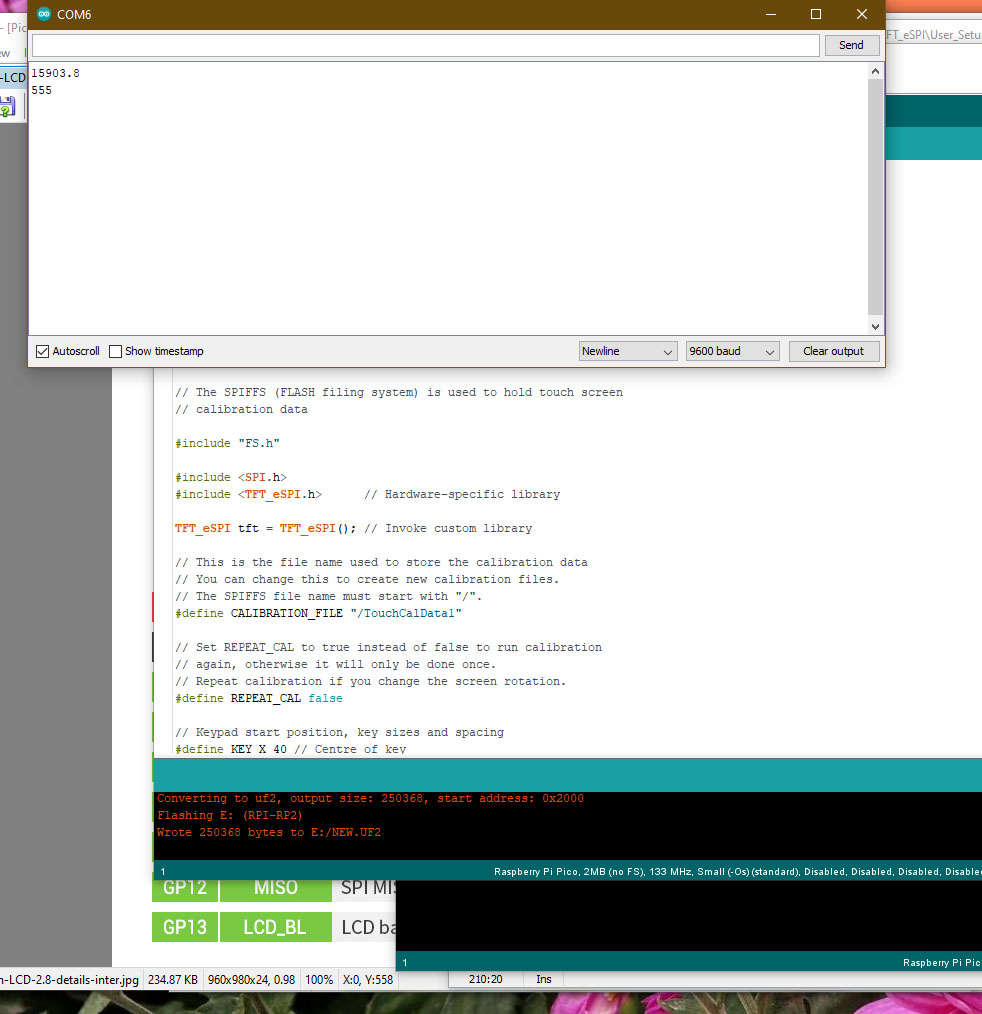 COM6
- [Pic
FT_eSPI\User_Setu
ew
Send
-LCD
15903.8
555
Autoscroll
Show timestamp
Newline
9600 baud
Clear output
// The SPIFFS (FLASH filing system) is used to hold touch screen
// calibration data
#include "FS.h"
#include <SPI.h>
#include <TFT_eSPI.h>      // Hardware-specific library
TFT_eSPI tft = TFT_eSPI(); // Invoke custom library
// This is the file name used to store the calibration data
// You can change this to create new calibration files.
// The SPIFFS file name must start with "/".
#define CALIBRATION_FILE "/TouchCalData1"
// Set REPEAT_CAL to true instead of false to run calibration
// again, otherwise it will only be done once.
// Repeat calibration if you change the screen rotation.
#define REPEAT_CAL false
// Keypad start position, key sizes and spacing
#define KEY_X 40 // Centre of key
Converting to uf2, output size: 250368, start address: 0x2000
Flashing E: (RPI-RP2)
Wrote 250368 bytes to E:/NEW.UF2
1 Raspberry Pi Pico, 2MB (no FS), 133 MHz, Small (-Os) (standard), Disabled, Disabled, Disabled, Disable
GP12 MISO SPI MIS
GP13 LCD_BL LCD ba
1 Raspberry Pi Pic
n-LCD-2.8-details-inter.jpg 234.87 KB 960x980x24, 0.98 100% X:0, Y:558 210:20 Ins